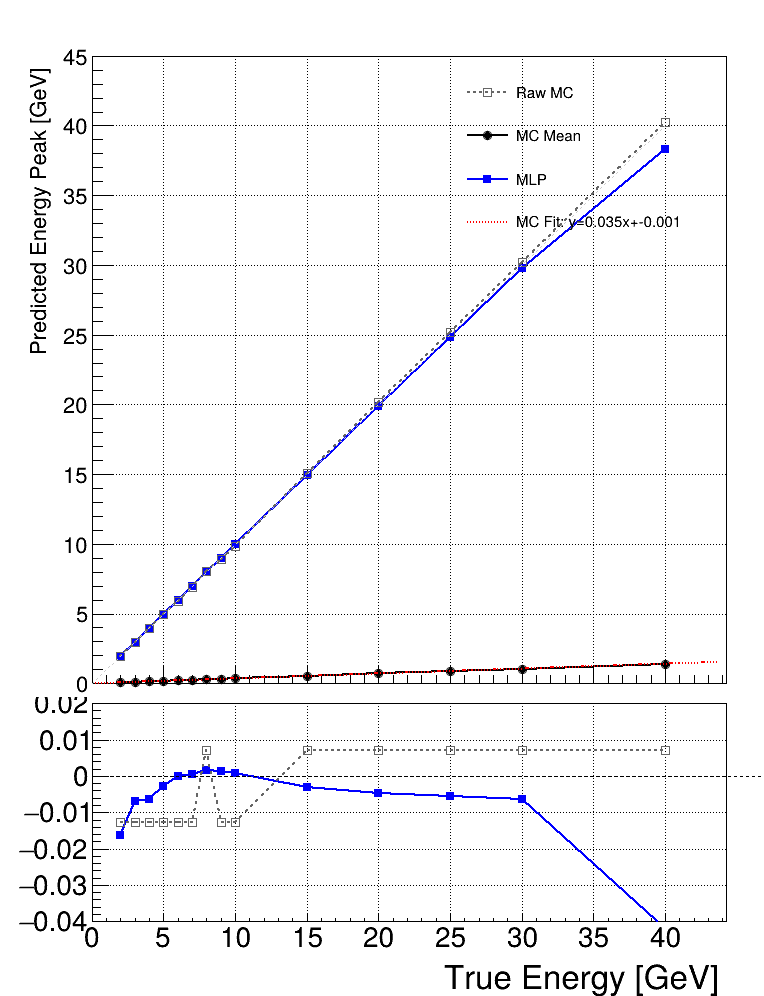 45
40
35
30
25
20
15
10
5
0
Predicted Energy Peak [GeV]
Raw MC
MC Mean
MLP
MC Fit: y=0.035x+-0.001
0.02
0.01
0
−0.01
−0.02
−0.03
−0.04
0 5 10 15 20 25 30 35 40
True Energy [GeV]